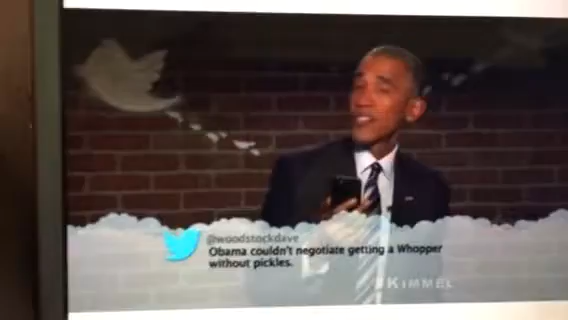 @woodstockdave
Obama couldn't negotiate getting a Whopper
without pickles.
KIMMEL